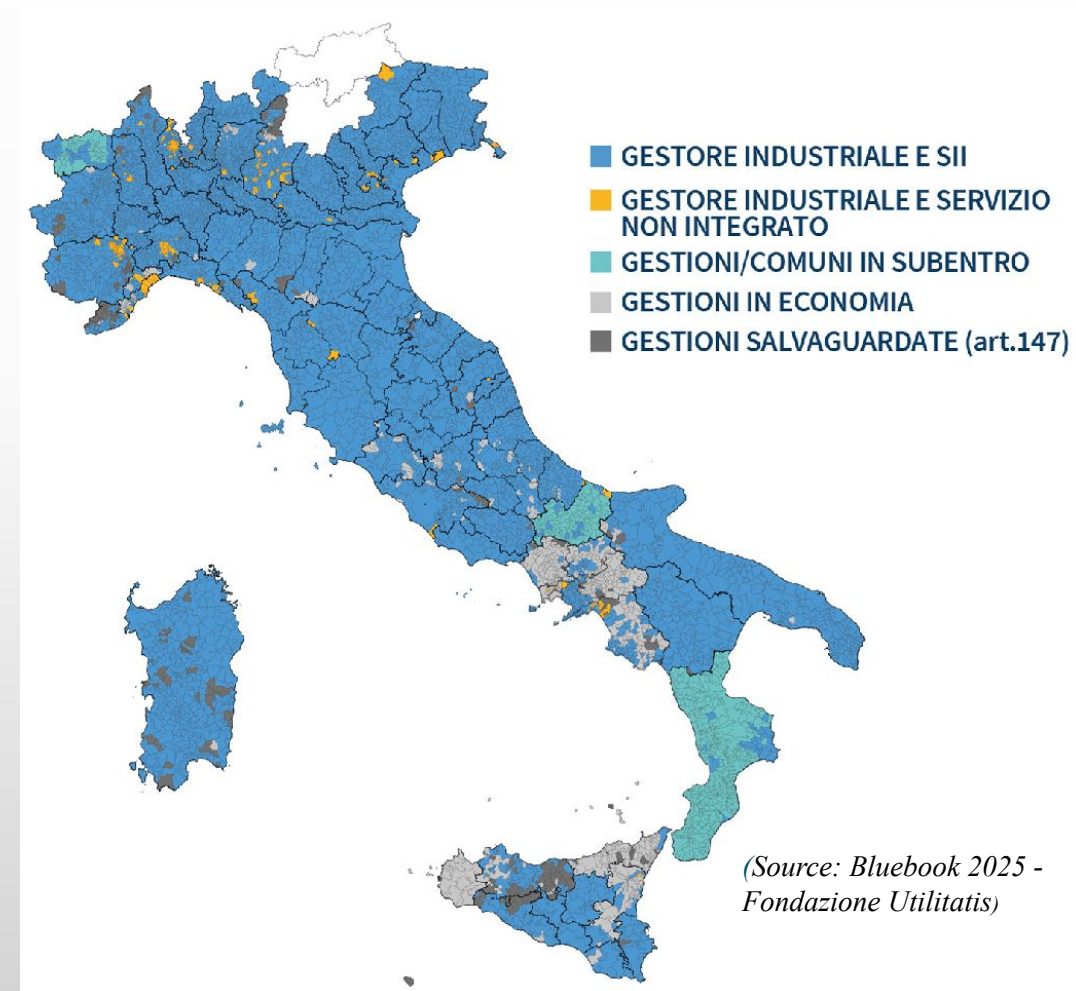 GESTORE INDUSTRIALE E SII
GESTORE INDUSTRIALE E SERVIZIO
NON INTEGRATO
GESTIONI/COMUNI IN SUBENTRO
GESTIONI IN ECONOMIA
GESTIONI SALVAGUARDATE (art.147)
(Source: Bluebook 2025 -
Fondazione Utilitatis)